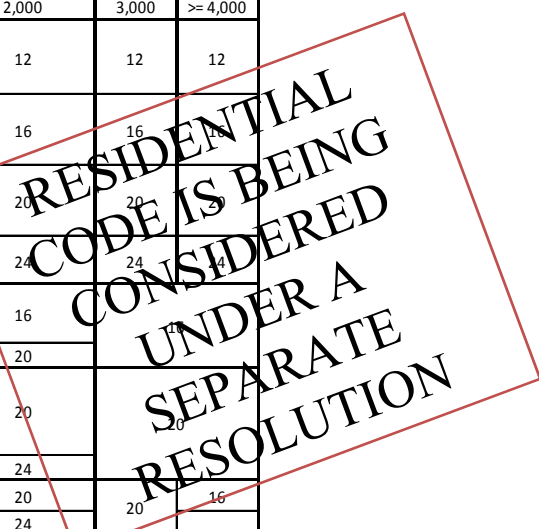 2,000 3,000 >= 4,000
12 12 12
16 16 16
20 20 20
24 24 24
16 16
20
20 20
24
20 20 16
24
RESIDENTIAL
CODE IS BEING
CONSIDERED
UNDER A
SEPARATE
RESOLUTION